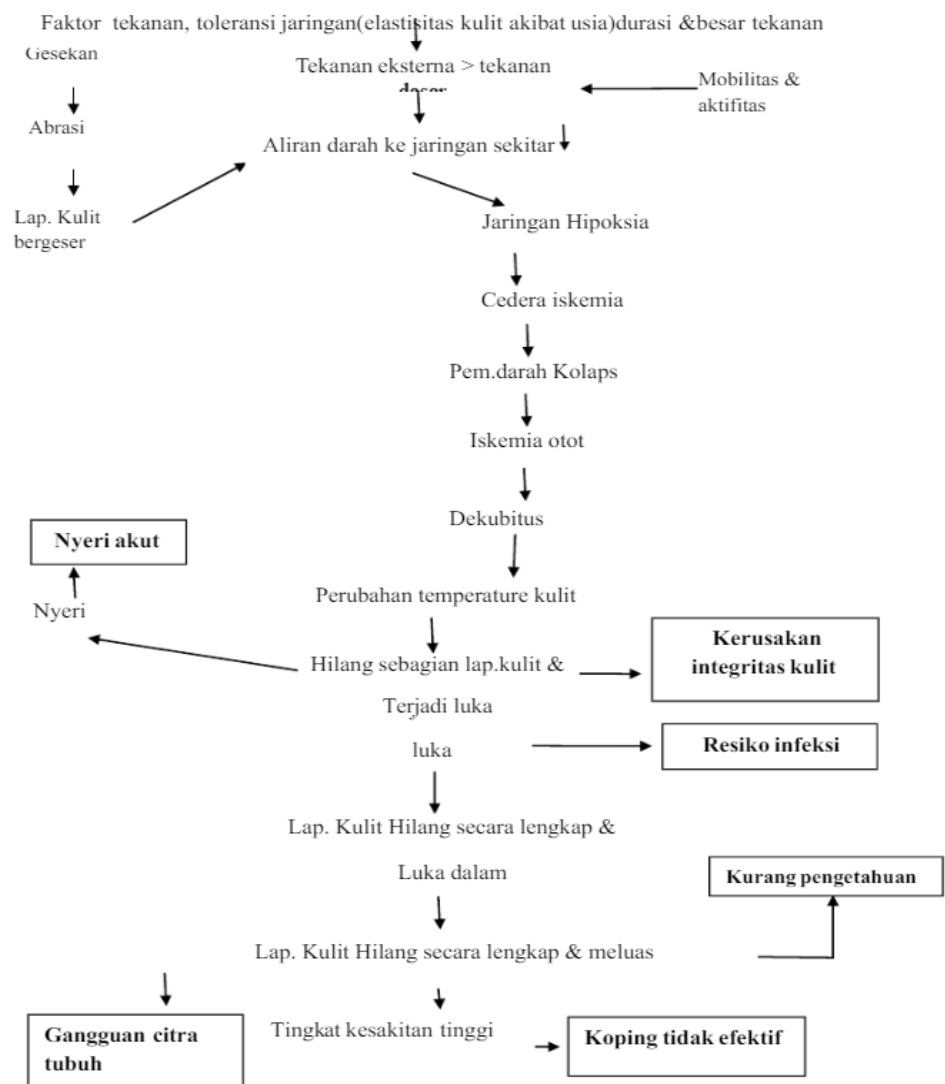 Faktor tekanan, toleransi jaringan(elastisitas kulit akibat usia)durasi &besar tekanan
Gesekan
Tekanan eksterna > tekanan
Mobilitas &
aktifitas
Abrasi
Aliran darah ke jaringan sekitar
Lap. Kulit
bergeser
Jaringan Hipoksia
Cedera iskemia
Pem.darah Kolaps
Iskemia otot
Dekubitus
Nyeri akut
Perubahan temperature kulit
Nyeri
Kerusakan
integritas kulit
Hilang sebagian lap.kulit &
Terjadi luka
luka
Resiko infeksi
Lap. Kulit Hilang secara lengkap &
Luka dalam
Kurang pengetahuan
Lap. Kulit Hilang secara lengkap & meluas
Gangguan citra
tubuh
Tingkat kesakitan tinggi
Koping tidak efektif